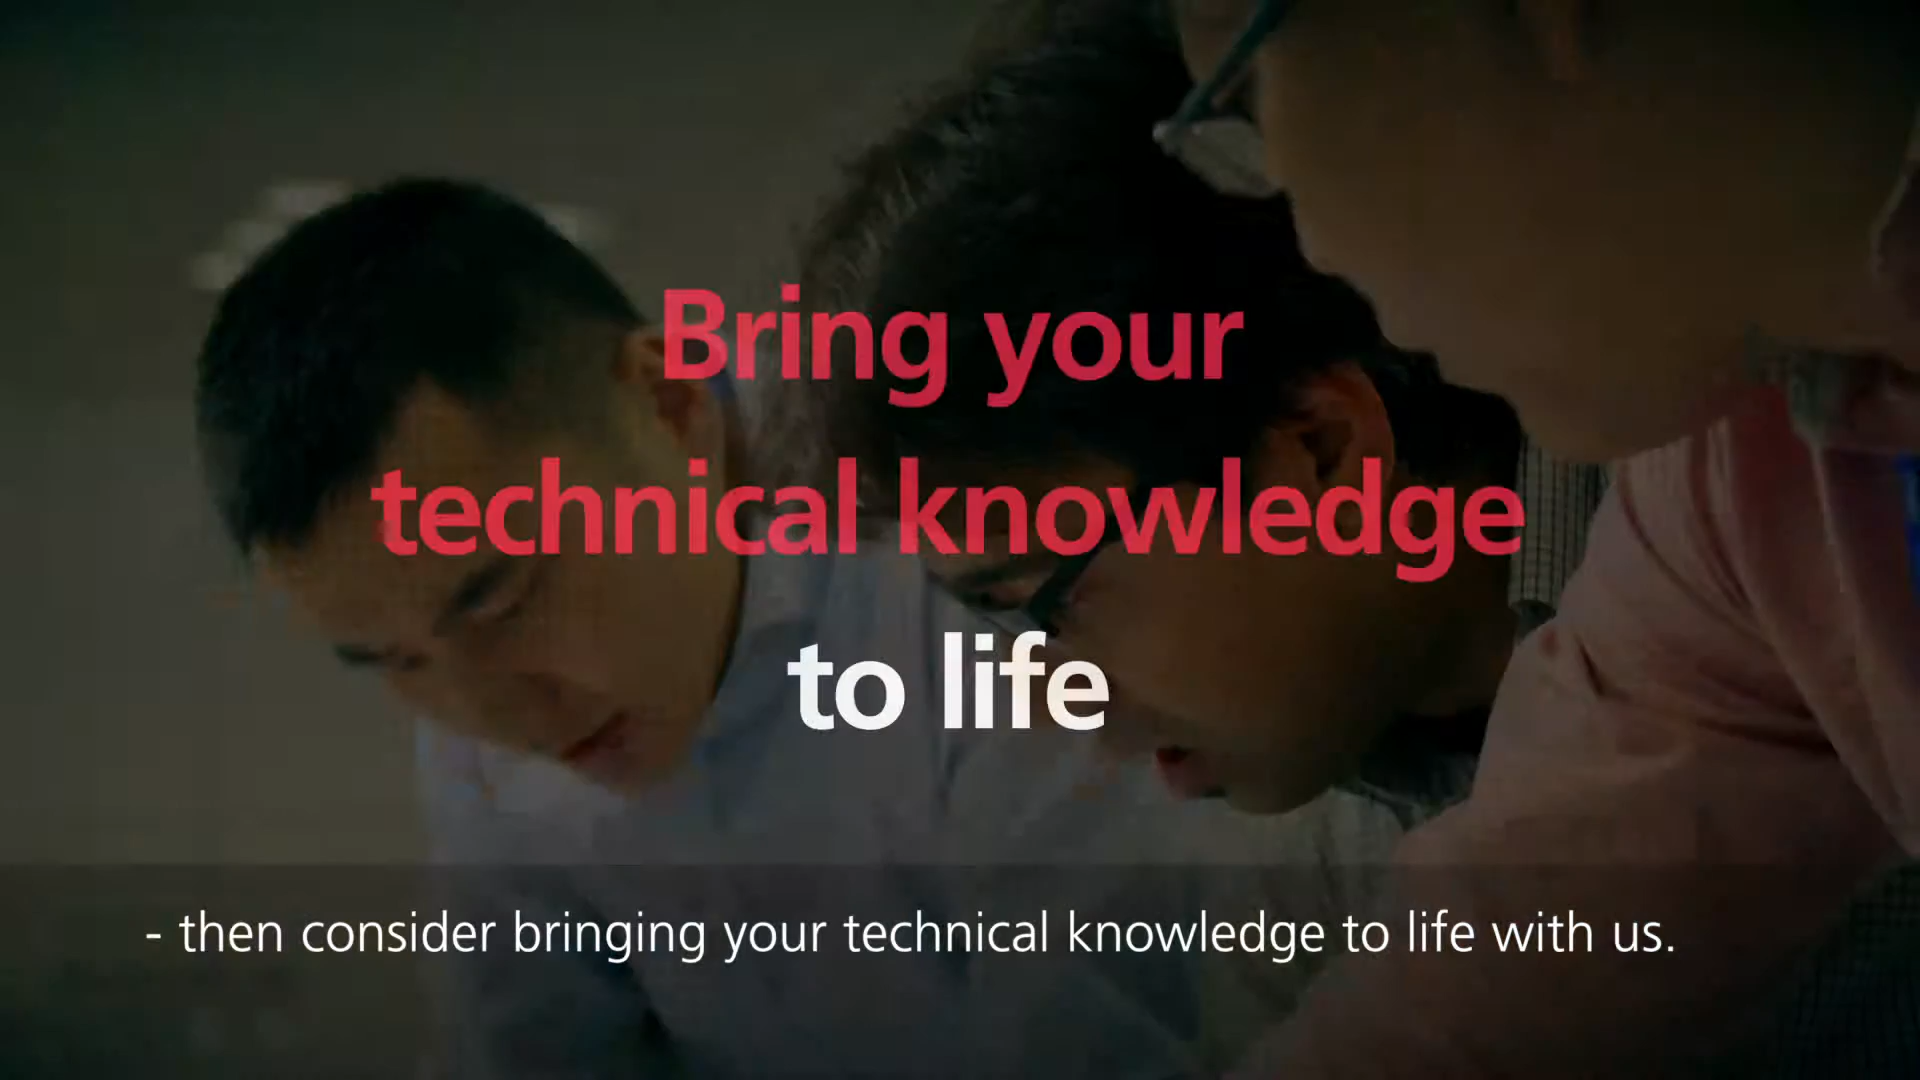 Bring your
technical knowledge
to life
- then consider bringing your technical knowledge to life with us.